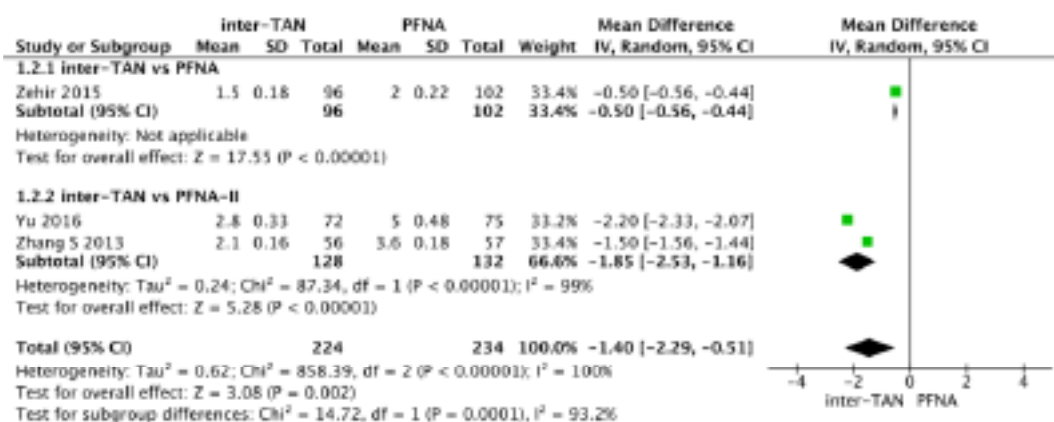 inter-TAN PFNA Mean Difference Mean Difference
Study or Subgroup Mean SD Total Mean SD Total Weight IV, Random, 95% CI IV, Random, 95% CI
1.2.1 inter-TAN vs PFNA
Zehir 2015 1.5 0.18 96 2 0.22 102 33.4% -0.50 [-0.56, -0.44]
Subtotal (95% CI) 96 102 33.4% -0.50 [-0.56, -0.44]
Heterogeneity: Not applicable
Test for overall effect: Z = 17.55 (P < 0.00001)
1.2.2 inter-TAN vs PFNA-II
Yu 2016 2.8 0.33 72 5 0.48 75 33.2% -2.20 [-2.33, -2.07]
Zhang S 2013 2.1 0.16 56 3.6 0.18 57 33.4% -1.50 [-1.56, -1.44]
Subtotal (95% CI) 128 132 66.6% -1.85 [-2.53, -1.16]
Heterogeneity: Tau² = 0.24; Chi² = 87.34, df = 1 (P < 0.00001); I² = 99%
Test for overall effect: Z = 5.28 (P < 0.00001)
Total (95% CI) 224 234 100.0% -1.40 [-2.29, -0.51]
Heterogeneity: Tau² = 0.62; Chi² = 858.39, df = 2 (P < 0.00001); I² = 100%
Test for overall effect: Z = 3.08 (P = 0.002)
Test for subgroup differences: Chi² = 14.72, df = 1 (P = 0.0001), I² = 93.2%
-4 -2 0 2 4
inter-TAN PFNA